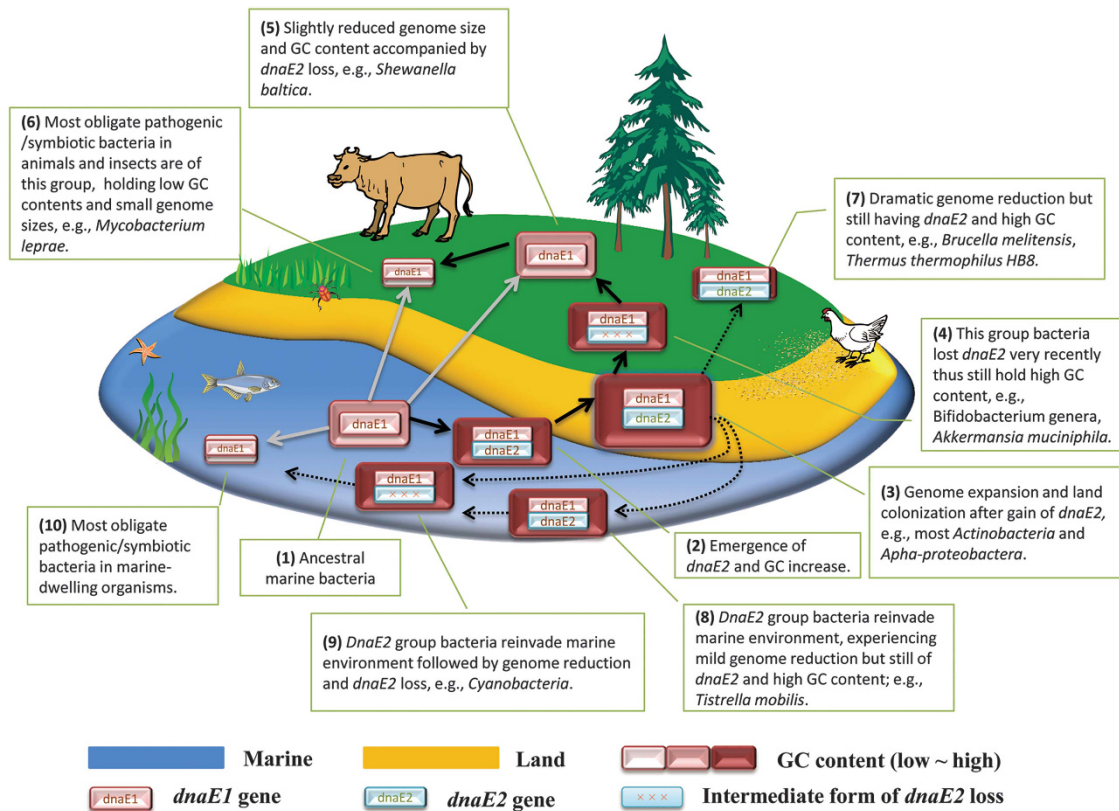 (5) Slightly reduced genome size
and GC content accompanied by
dnaE2 loss, e.g., Shewanella
baltica.
(6) Most obligate pathogenic
/symbiotic bacteria in
animals and insects are of
this group, holding low GC
contents and small genome
sizes, e.g., Mycobacterium
leprae.
(7) Dramatic genome reduction but
still having dnaE2 and high GC
content, e.g., Brucella melitensis,
Thermus thermophilus HB8.
dnaE1
dnaE1
dnaE1
dnaE2
dnaE1
× × ×
(4) This group bacteria
lost dnaE2 very recently
thus still hold high GC
content, e.g.,
Bifidobacterium genera,
Akkermansia muciniphila.
dnaE1
dnaE2
dnaE1
dnaE1
dnaE2
dnaE1
dnaE1
× × ×
dnaE1
dnaE2
(10) Most obligate
pathogenic/symbiotic
bacteria in marine-
dwelling organisms.
(1) Ancestral
marine bacteria
(2) Emergence of
dnaE2 and GC increase.
(3) Genome expansion and land
colonization after gain of dnaE2,
e.g., most Actinobacteria and
Apha-proteobactera.
(9) DnaE2 group bacteria reinvade marine
environment followed by genome reduction
and dnaE2 loss, e.g., Cyanobacteria.
(8) DnaE2 group bacteria reinvade
marine environment, experiencing
mild genome reduction but still of
dnaE2 and high GC content; e.g.,
Tistrella mobilis.
Marine
Land
GC content (low ~ high)
dnaE1
dnaE1 gene
dnaE2
dnaE2 gene
× × ×
Intermediate form of dnaE2 loss